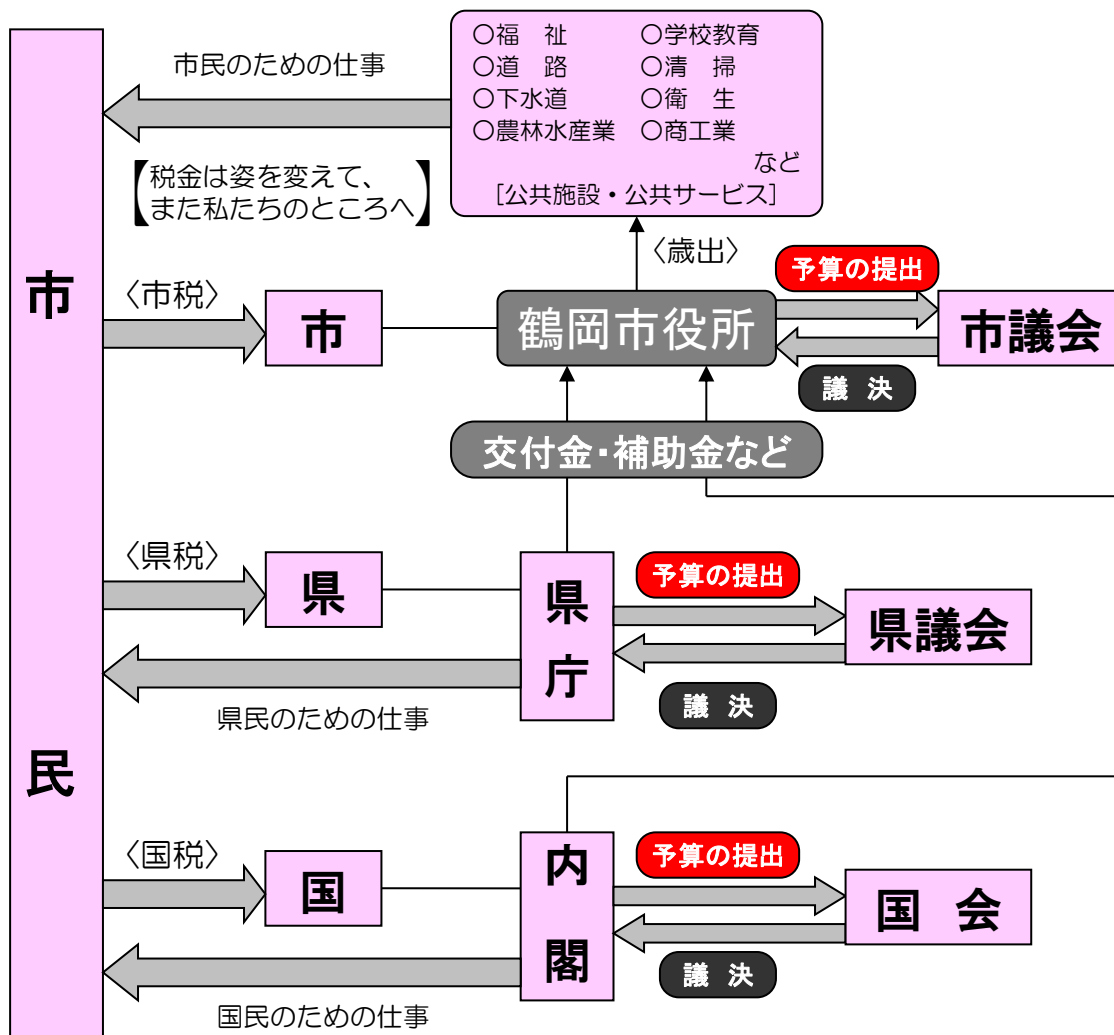 市民
市民のための仕事
税金は姿を変えて、
また私たちのところへ
○福　祉　○学校教育
○道　路　○清　掃
○下水道　○衛　生
○農林水産業　○商工業
など
[公共施設・公共サービス]
〈歳出〉
〈市税〉
市
鶴岡市役所
予算の提出
市議会
議　決
交付金・補助金など
〈県税〉
県
県庁
予算の提出
県議会
議　決
県民のための仕事
〈国税〉
国
内閣
予算の提出
国　会
議　決
国民のための仕事